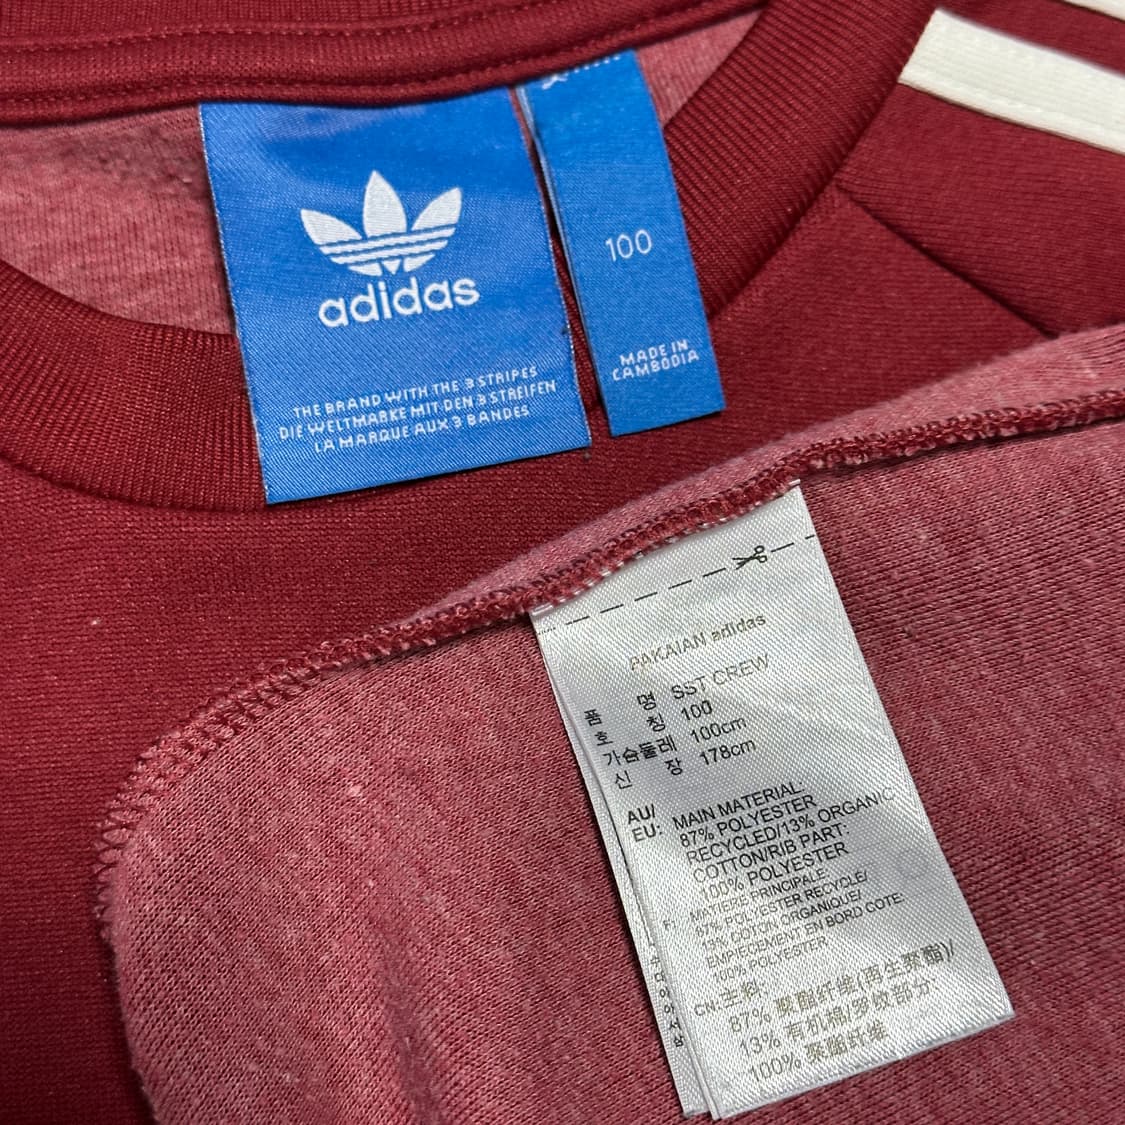 adidas
THE BRAND WITH THE 3 STRIPES
DIE WELTMARKE MIT DEN 3 STREIFEN
LA MARQUE AUX 3 BANDES
100
MADE IN
CAMBODIA
PAKAIAN adidas
품 명 SST CREW
호 칭 100
가슴둘레 100cm
신 장 178cm
AU/
EU: MAIN MATERIAL:
87% POLYESTER
RECYCLED/13% ORGANIC
COTTON/RIB PART:
100% POLYESTER
F: MATIERE PRINCIPALE:
87% POLYESTER RECYCLE/
13% COTON ORGANIQUE/
EMPIECEMENT EN BORD COTE:
100% POLYESTER
CN: 主料:
87% 聚酯纤维(再生聚酯)/
13% 有机棉/罗纹部分:
100% 聚酯纤维